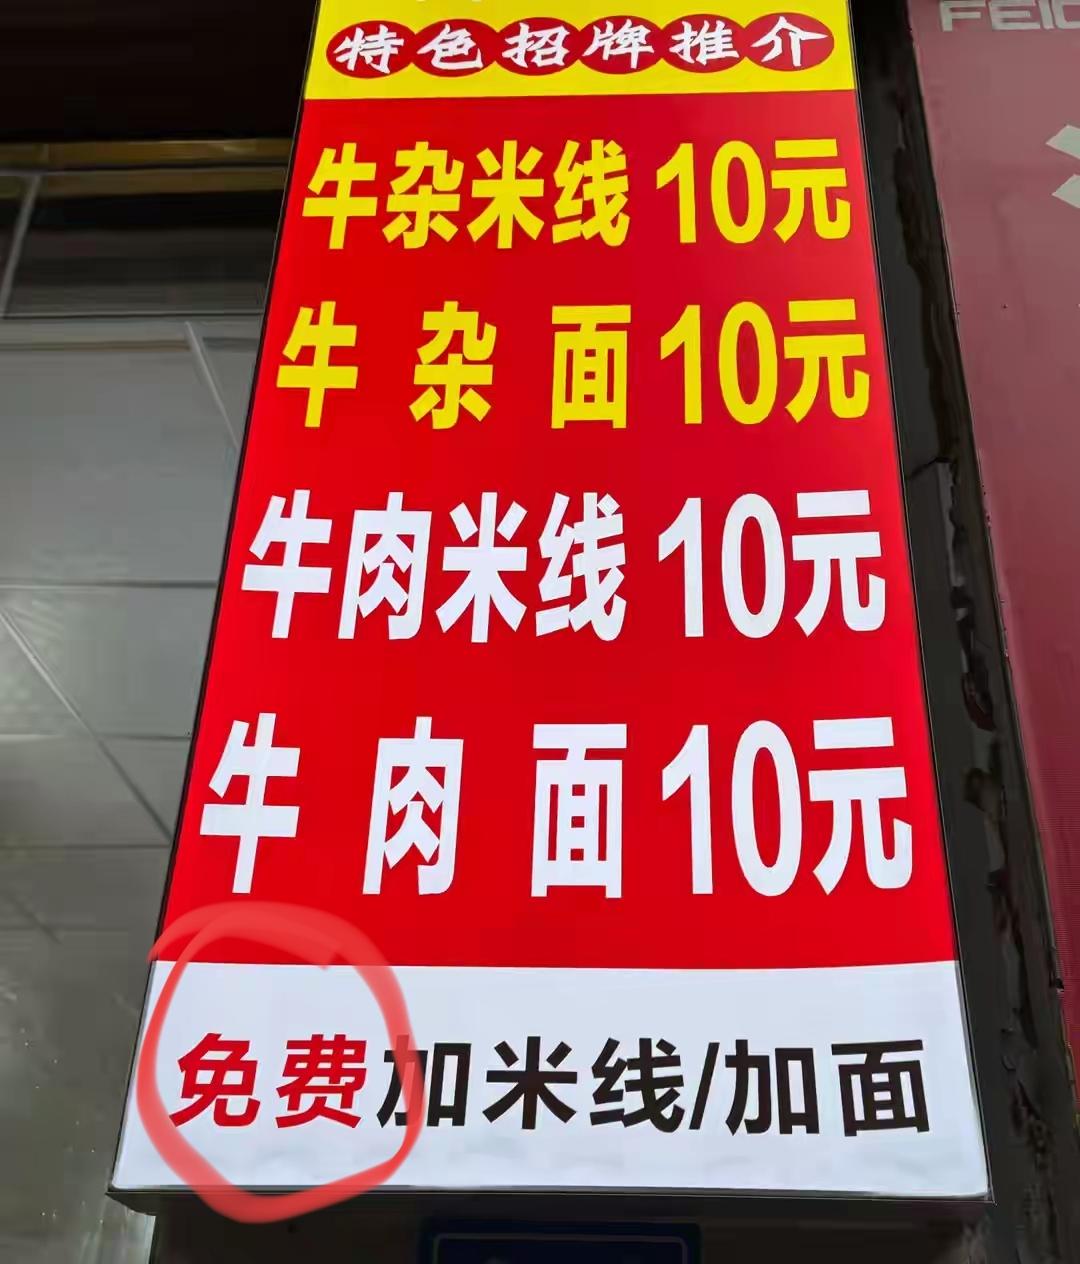 特色招牌推介
牛杂米线 10元
牛杂面 10元
牛肉米线 10元
牛肉面 10元
免费加米线/加面